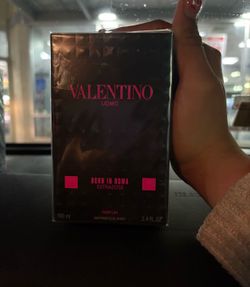 VALENTINO
UOMO
BORN IN ROMA
EXTRADOSE
PARFUM
100 ml 3.4 FL.OZ.